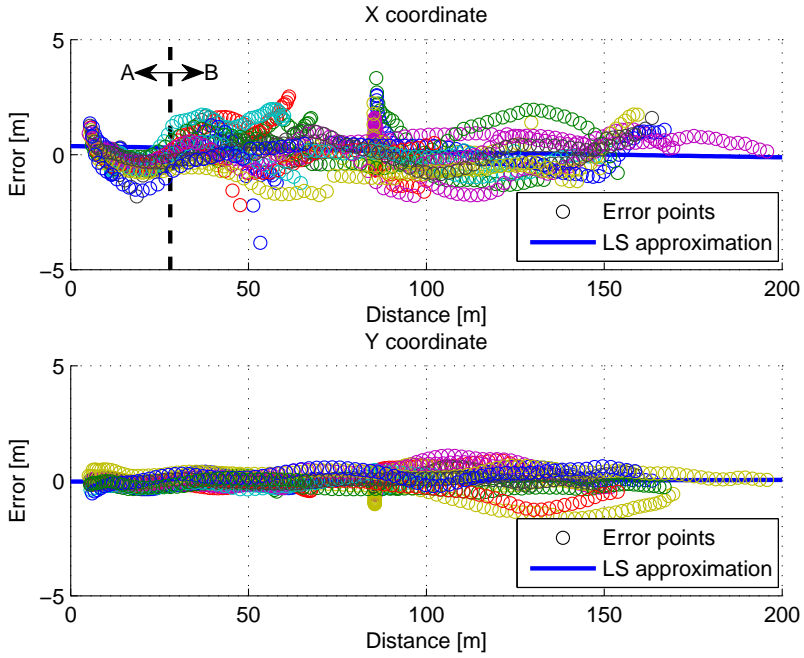 X coordinate
5
0
−5
Error [m]
A
B
Error points
LS approximation
0
50
100
150
200
Distance [m]
Y coordinate
5
0
−5
Error [m]
Error points
LS approximation
0
50
100
150
200
Distance [m]